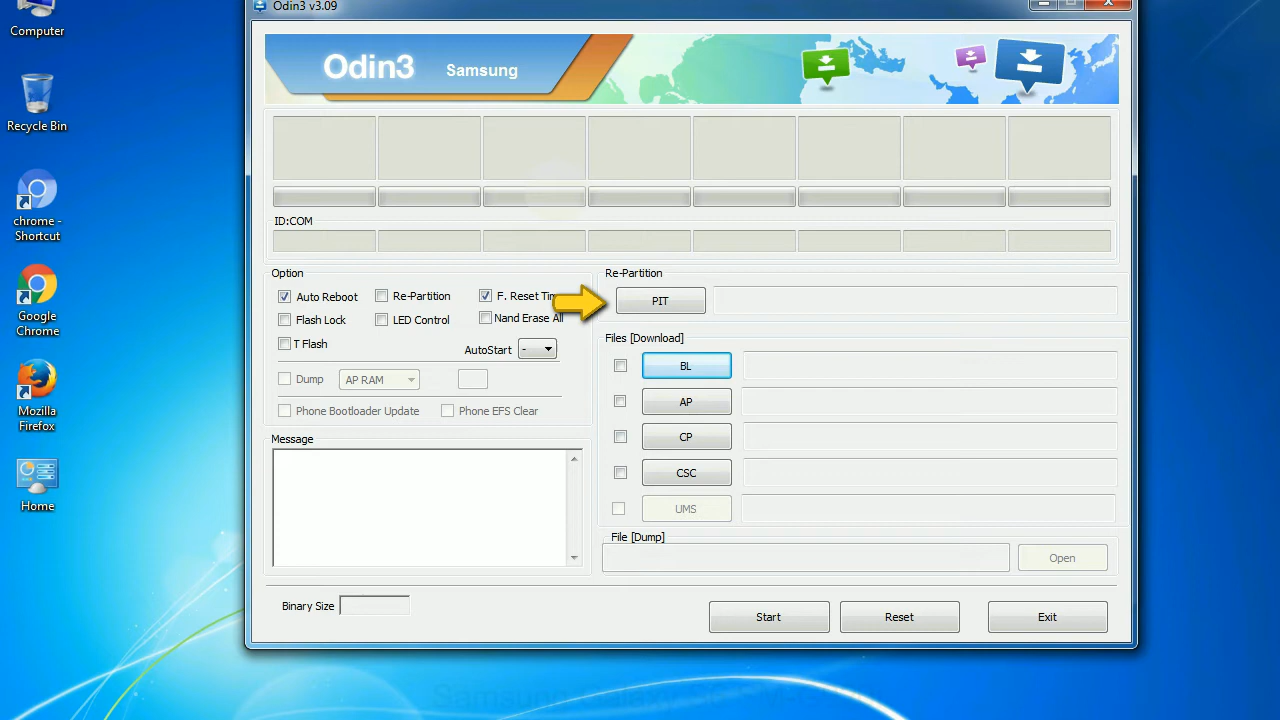 Odin3 v3.09
Computer
Odin3 Samsung
Recycle Bin
chrome -
Shortcut
ID:COM
Google
Chrome
Option
Auto Reboot
Re-Partition
F. Reset
Flash Lock
LED Control
Nand Erase All
T Flash
AutoStart -
Dump
AP RAM
Phone Bootloader Update
Phone EFS Clear
Re-Partition
PIT
Files [Download]
BL
AP
CP
CSC
UMS
Mozilla
Firefox
Message
Home
File [Dump]
Open
Binary Size
Start
Reset
Exit
Samsung Galaxy